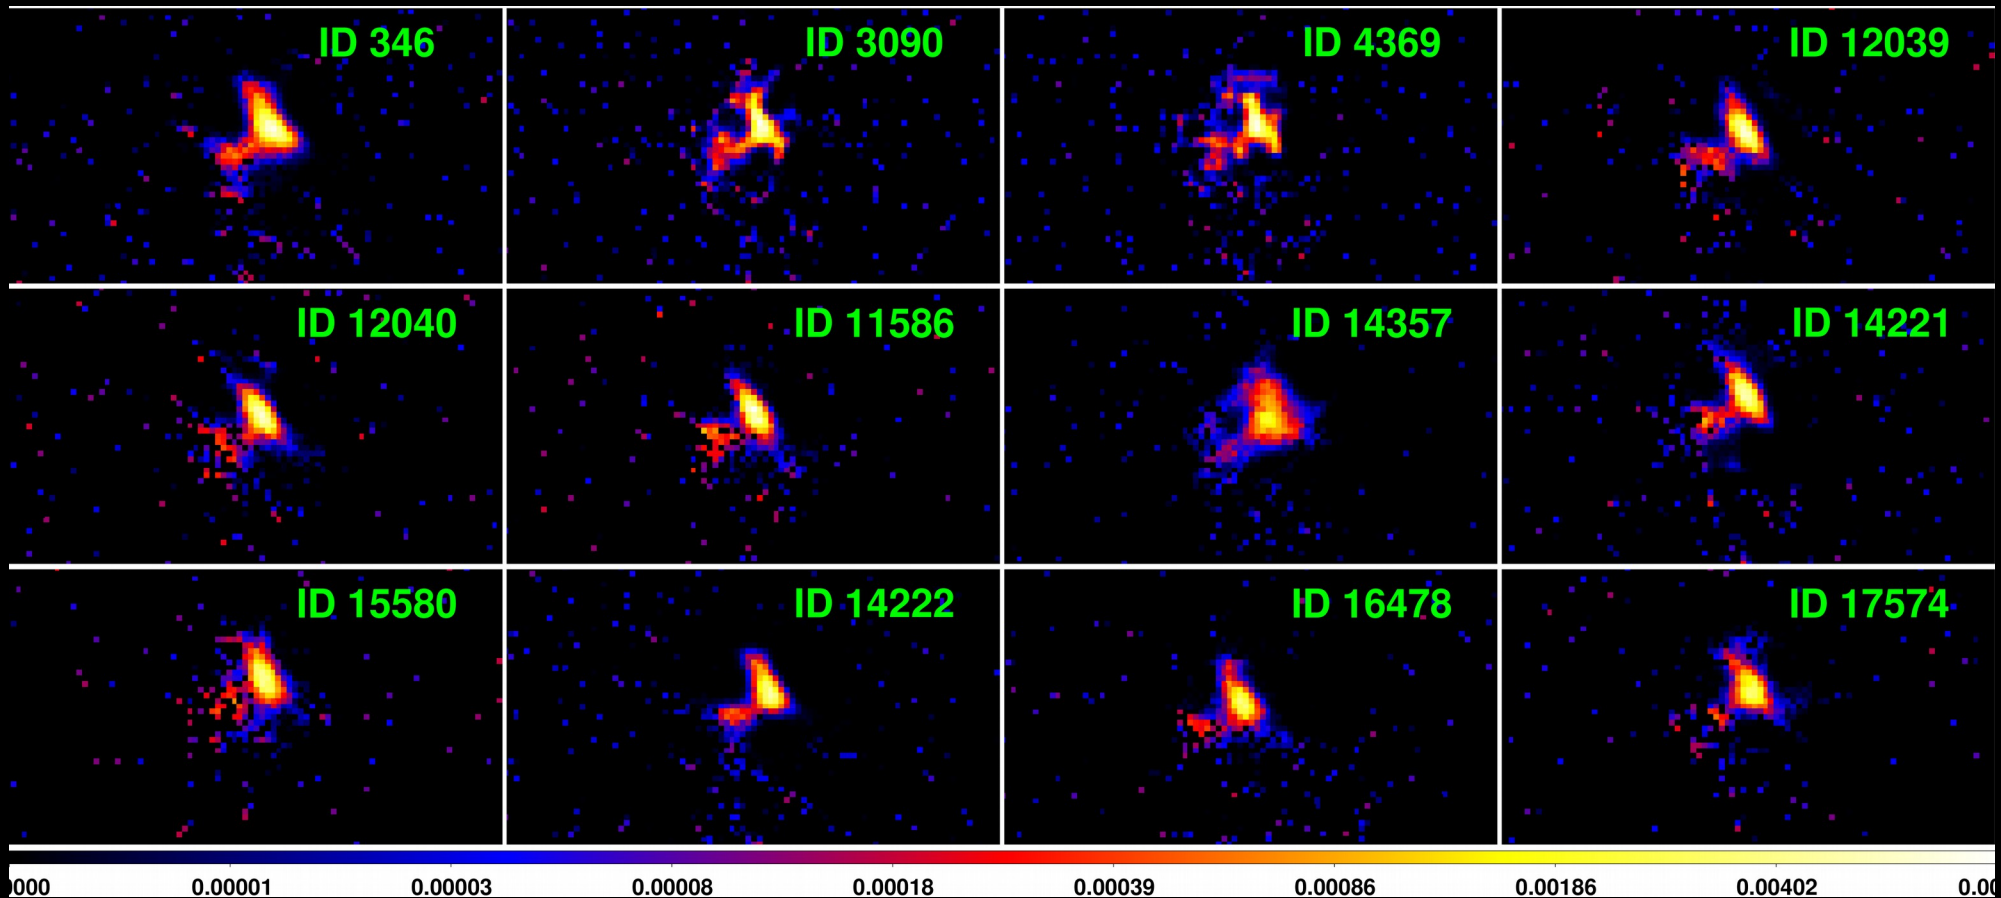 ID 346 ID 3090 ID 4369 ID 12039
ID 12040 ID 11586 ID 14357 ID 14221
ID 15580 ID 14222 ID 16478 ID 17574
0.00001 0.00003 0.00008 0.00018 0.00039 0.00086 0.00186 0.00402